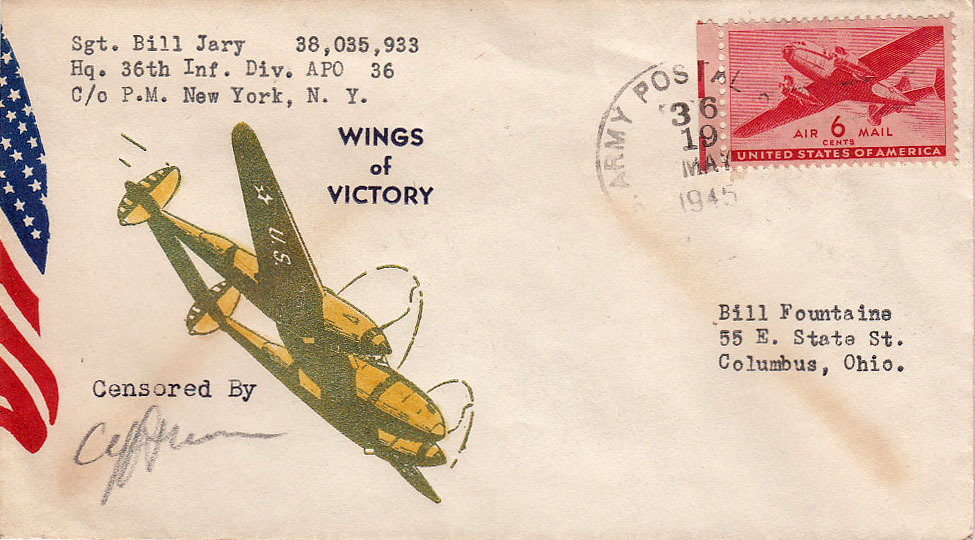 Sgt. Bill Jary 38,035,933
Hq. 36th Inf. Div. APO 36
C/o P.M. New York, N. Y.
WINGS
of
VICTORY
U.S
ARMY POSTAL
36
19
MAY
1945
AIR 6 MAIL
CENTS
UNITED STATES OF AMERICA
Bill Fountaine
55 E. State St.
Columbus, Ohio.
Censored By